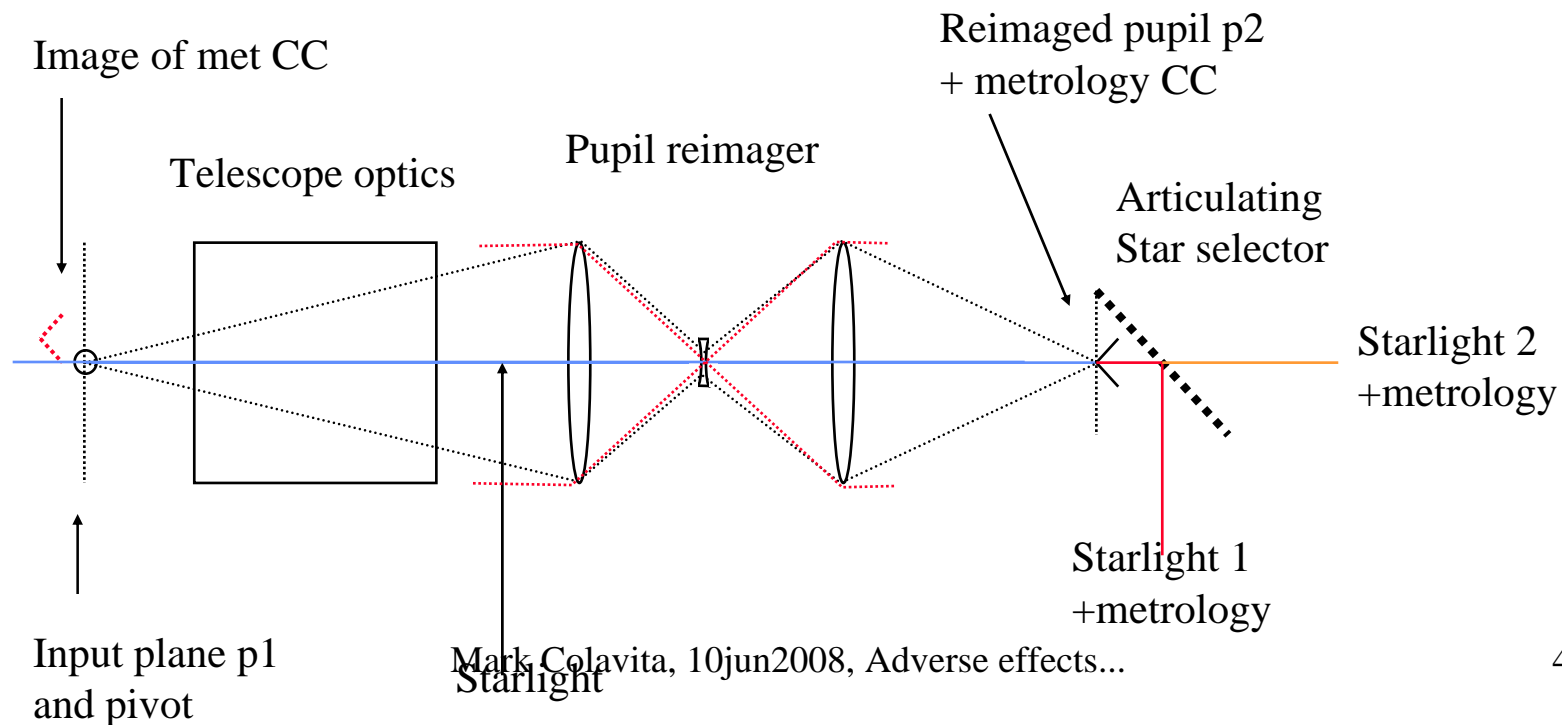 Image of met CC
Telescope optics
Pupil reimager
Reimaged pupil p2
+ metrology CC
Articulating
Star selector
Starlight 2
+metrology
Starlight 1
+metrology
Input plane p1
and pivot
Starlight
Mark Colavita, 10jun2008, Adverse effects...
4